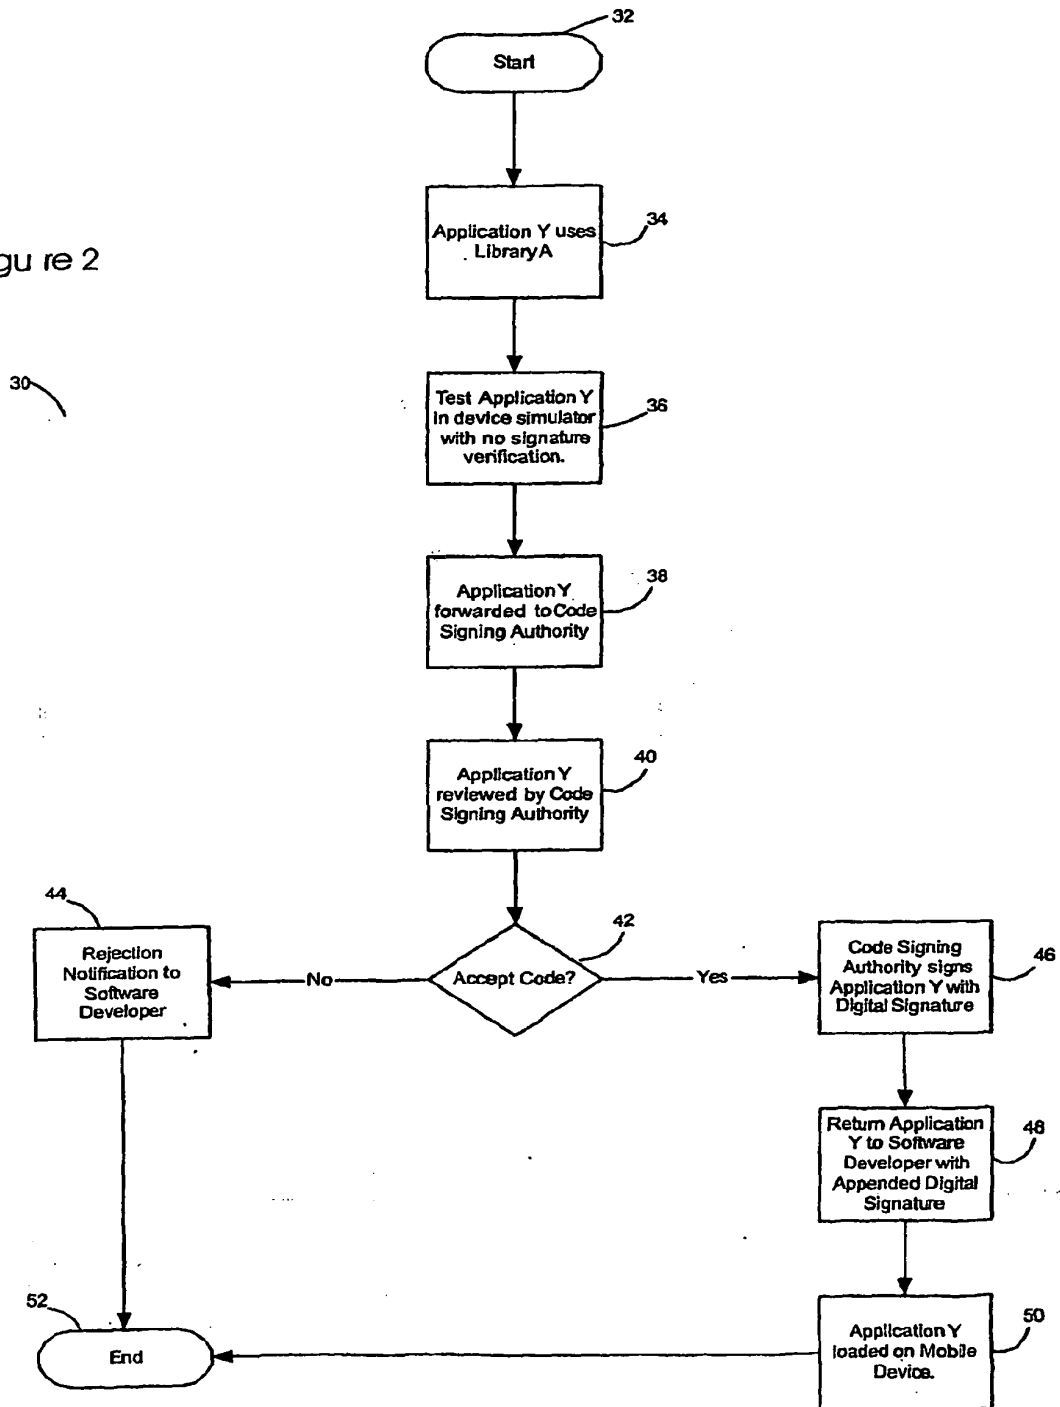 32
Start
Application Y uses
Library A
34
gu re 2
30
Test Application Y
in device simulator
with no signature
verification.
36
Application Y
forwarded to Code
Signing Authority
38
Application Y
reviewed by Code
Signing Authority
40
44
Rejection
Notification to
Software
Developer
No
Accept Code?
42
Yes
Code Signing
Authority signs
Application Y with
Digital Signature
46
Return Application
Y to Software
Developer with
Appended Digital
Signature
48
52
End
Application Y
loaded on Mobile
Device.
50